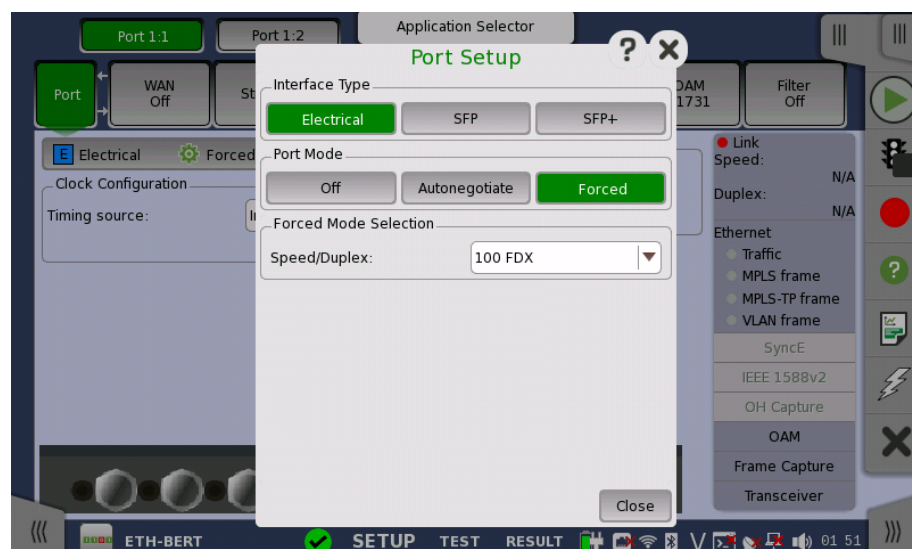 Port 1:1
Port 1:2
Application Selector
Port
WAN
Off
St
OAM
1731
Filter
Off
Port Setup
?
X
Interface Type
Electrical
SFP
SFP+
Port Mode
Off
Autonegotiate
Forced
Forced Mode Selection
Speed/Duplex:
100 FDX
Close
E Electrical
Forced
Clock Configuration
Timing source:
Link
Speed:
N/A
Duplex:
N/A
Ethernet
Traffic
MPLS frame
MPLS-TP frame
VLAN frame
SyncE
IEEE 1588v2
OH Capture
OAM
Frame Capture
Transceiver
?
ETH-BERT
SETUP
TEST
RESULT
01 51